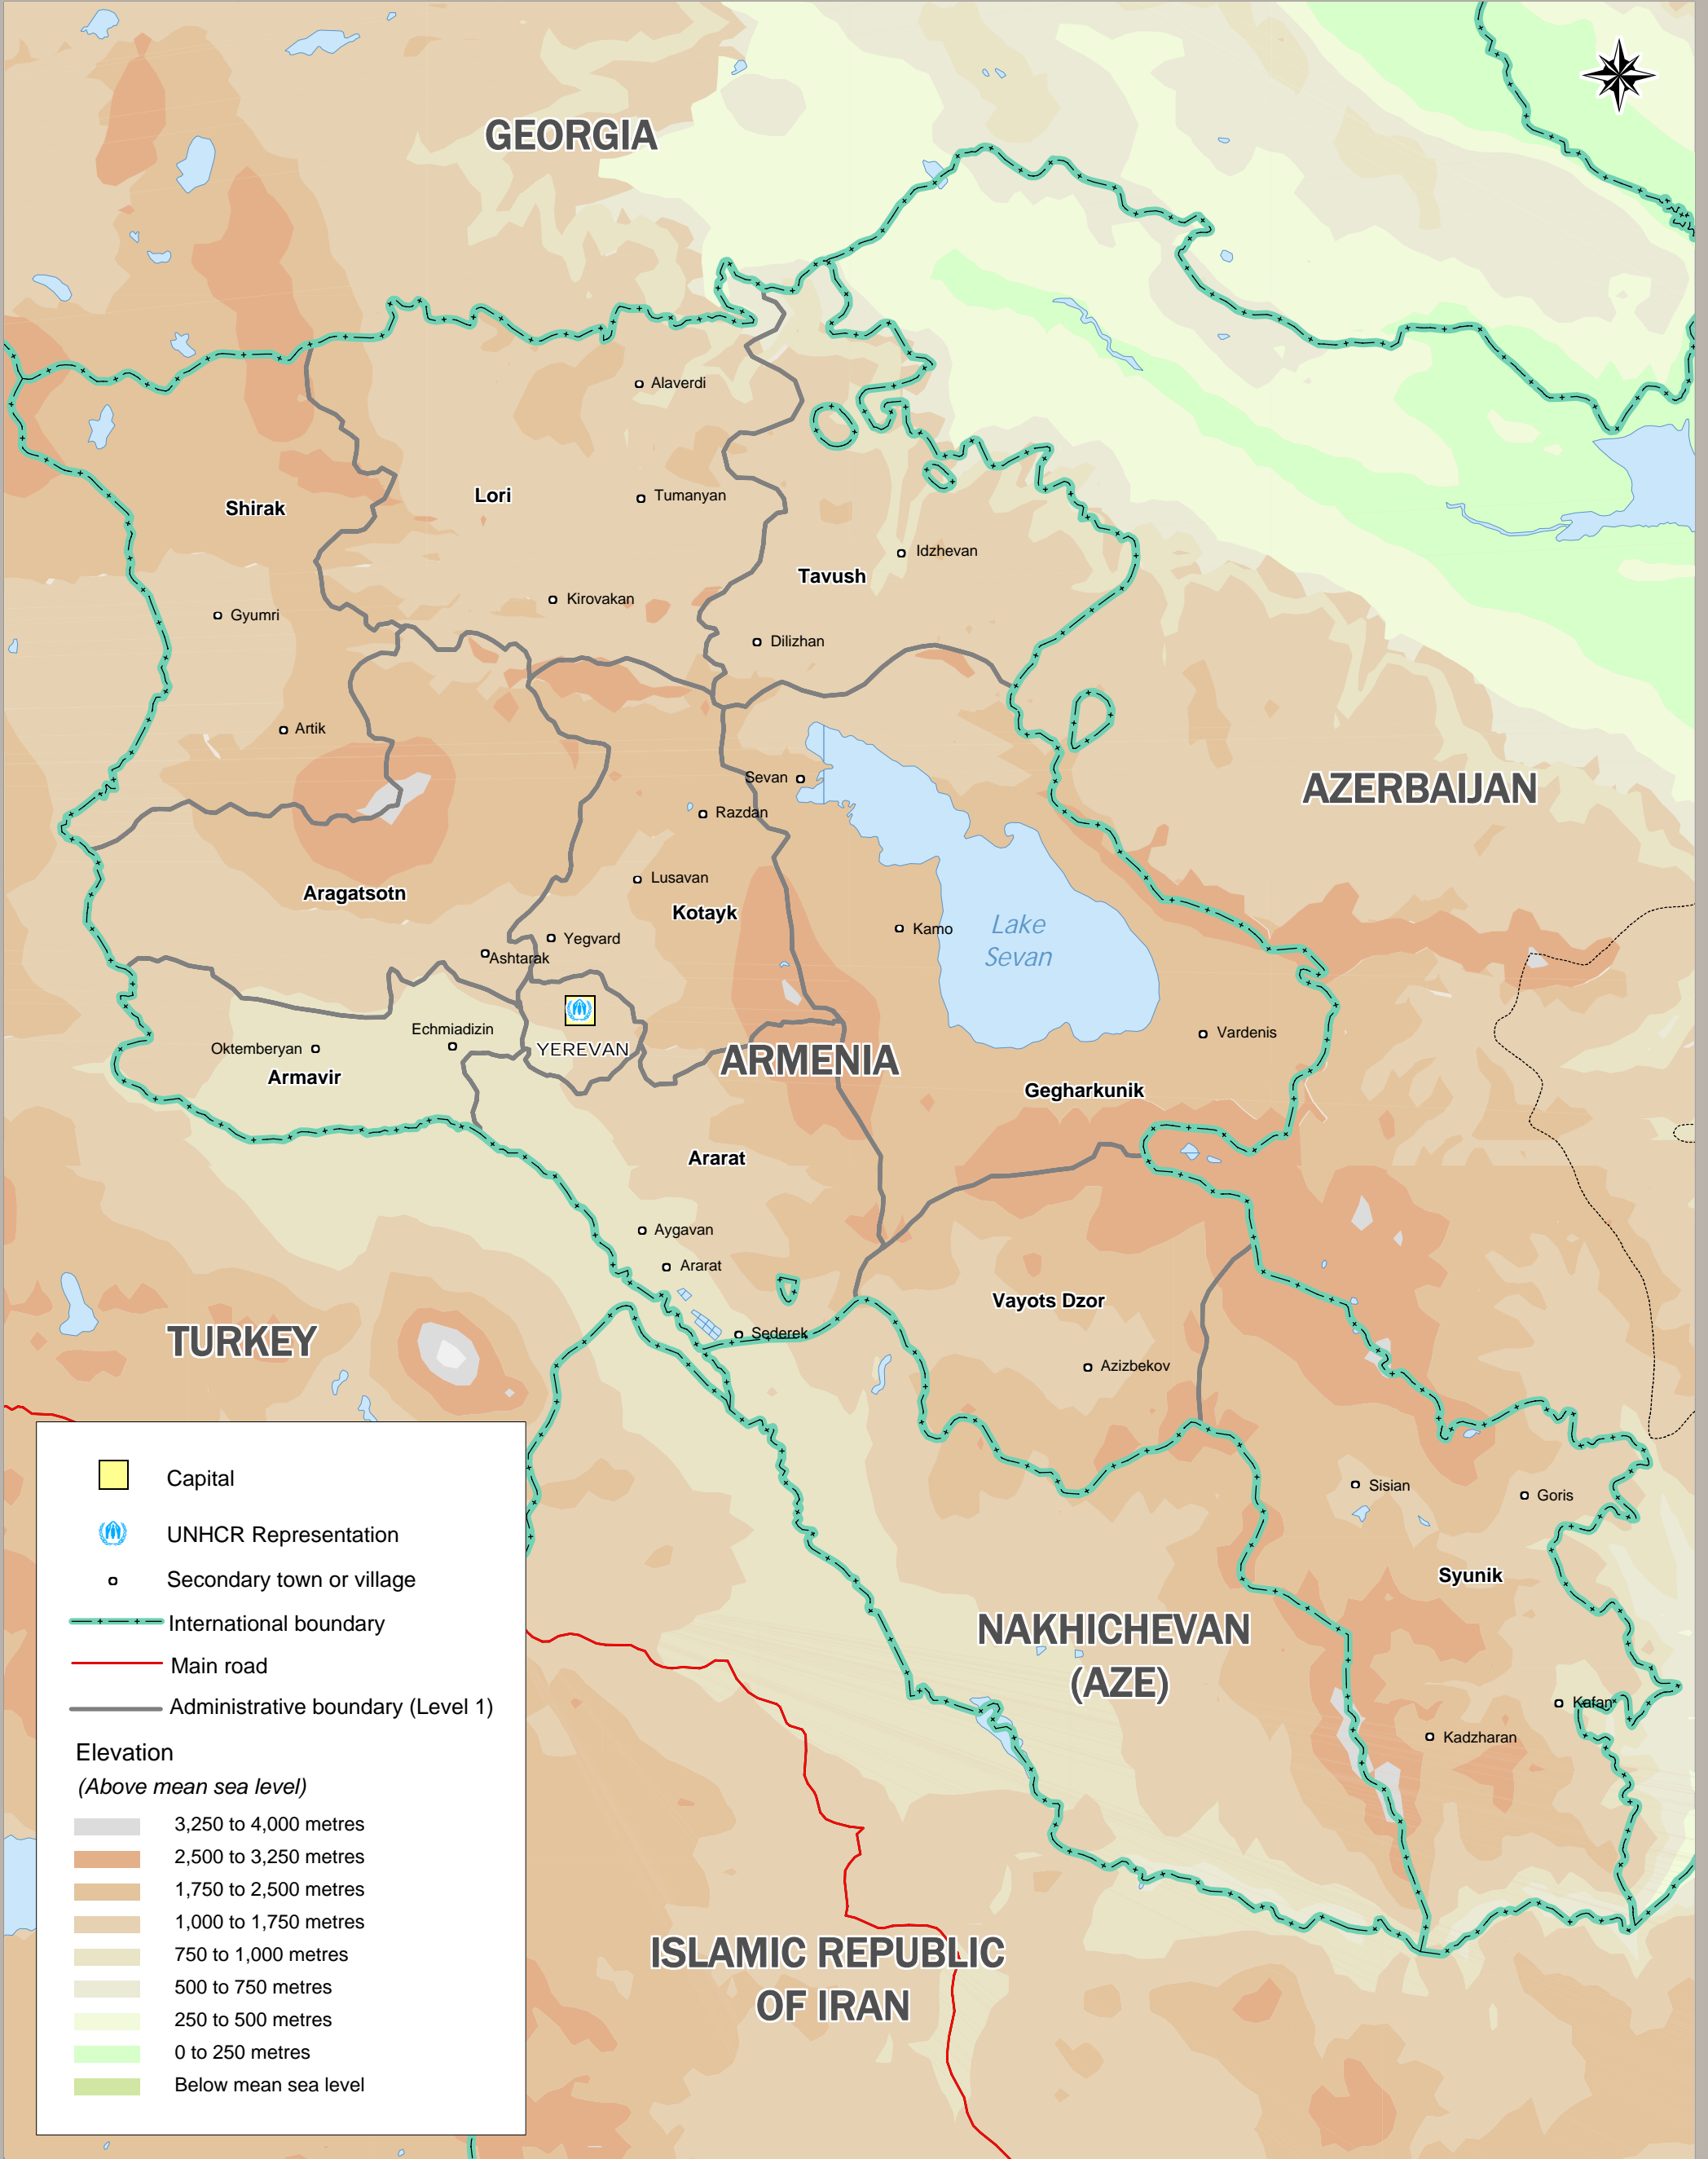 GEORGIA
Alaverdi
Shirak
Lori
Tumanyan
Idzhevan
Tavush
Kirovakan
Gyumri
Dilizhan
Artik
Sevan
AZERBAIJAN
Razdan
Lusavan
Aragatsotn
Kotayk
Kamo
Lake
Sevan
Yegvard
Ashtarak
Echmiadizin
Vardenis
Oktemberyan
YEREVAN
ARMENIA
Armavir
Gegharkunik
Ararat
Aygavan
Ararat
Vayots Dzor
TURKEY
Sederek
Azizbekov
Sisian
Goris
Syunik
NAKHICHEVAN
(AZE)
Kafan
Kadzharan
ISLAMIC REPUBLIC
OF IRAN
Capital
UNHCR Representation
Secondary town or village
International boundary
Main road
Administrative boundary (Level 1)
Elevation
(Above mean sea level)
3,250 to 4,000 metres
2,500 to 3,250 metres
1,750 to 2,500 metres
1,000 to 1,750 metres
750 to 1,000 metres
500 to 750 metres
250 to 500 metres
0 to 250 metres
Below mean sea level